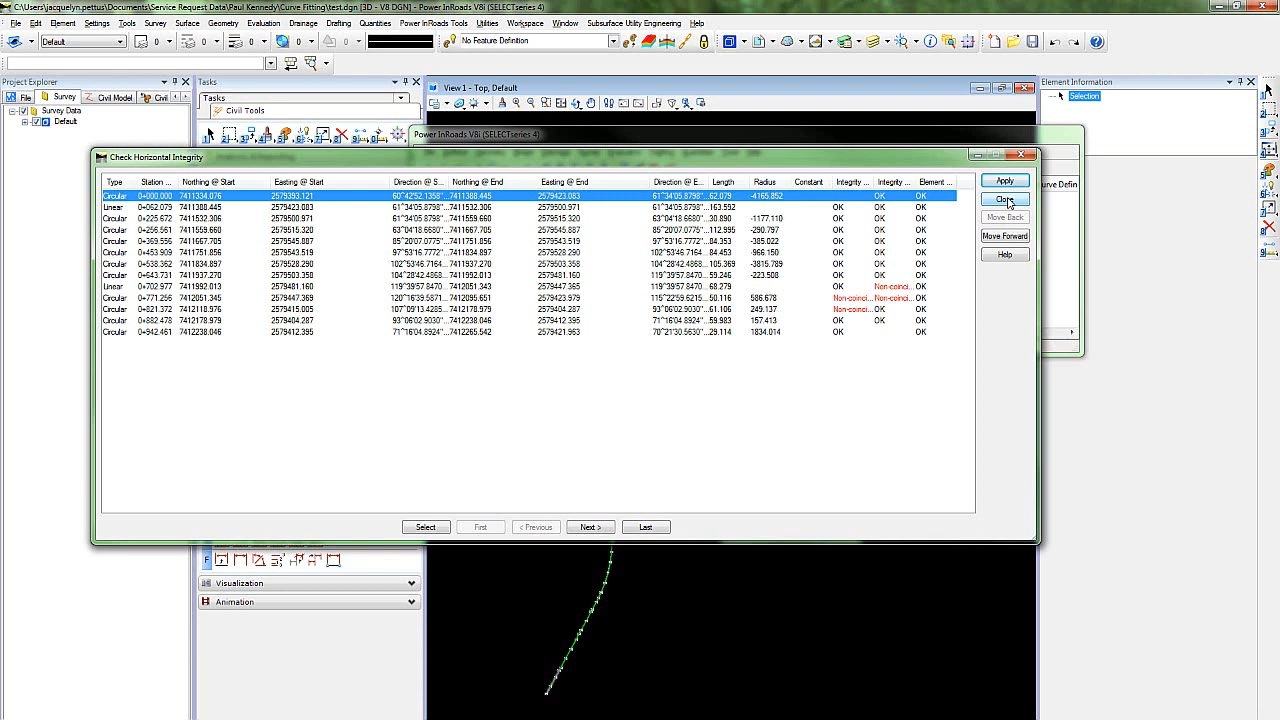 C:\Users\jacquelyn.pettus\Documents\Service Request Data\Paul Kennedy\Curve Fitting\test.dgn [3D - V8 DGN] - Power InRoads V8i (SELECTseries 4)
File Element Settings Tools Survey Surface Geometry Evaluation Drainage Drafting Quantities Power InRoads Tools Utilities Workspace Window Subsurface Utility Engineering Help
Default 0 0 0 0 No Feature Definition
Project Explorer Tasks View 1 - Top, Default Element Information
File Survey Civil Model Civil Tasks Selection
Survey Data Civil Tools
Default
Power InRoads V8i (SELECTseries 4)
Check Horizontal Integrity
Type Station ... Northing @ Start Easting @ Start Direction @ S... Northing @ End Easting @ End Direction @ E... Length Radius Constant Integrity ... Integrity ... Element ... Apply
Circular 0+000.000 7411334.076 2579393.121 60^42'52.1358"... 7411388.445 2579423.083 61^34'05.8798"... 62.079 -4165.852 OK OK
Linear 0+062.079 7411388.445 2579423.083 61^34'05.8798"... 7411532.306 2579500.971 61^34'05.8798"... 163.592 OK OK OK Close
Circular 0+225.672 7411532.306 2579500.971 7411559.660 2579515.320 63^04'18.6680"... 30.890 -1177.110 OK OK OK Move Back
Circular 0+256.561 7411559.660 7411667.705 2579545.887 85^20'07.0775"... 112.995 -290.797 OK OK OK
Circular 0+369.556 7411667.705 2579545.887 85^20'07.0775"... 7411751.856 2579543.519 97^53'16.7772"... 84.353 -385.022 OK OK OK Move Forward
Circular 0+453.909 7411751.856 2579543.519 97^53'16.7772"... 7411834.897 2579528.290 102^53'46.7164... 84.453 -966.150 OK OK OK
Circular 0+538.362 7411834.897 2579528.290 102^53'46.7164... 7411937.270 2579503.358 104^28'42.4868... 105.369 -3815.789 OK OK OK Help
Circular 0+643.731 7411937.270 2579503.358 104^28'42.4868... 7411992.013 2579481.160 119^39'57.8470... 59.246 -223.508 OK OK OK
Linear 0+702.977 7411992.013 2579481.160 119^39'57.8470... 7412051.343 2579447.365 119^39'57.8470... 68.279 OK Non-coinci... OK
Circular 0+771.256 7412051.345 2579447.369 120^16'39.5871... 7412095.651 2579423.979 115^22'59.6215... 50.116 586.678 Non-coinci... Non-coinci... OK
Circular 0+821.372 7412118.976 2579415.005 107^09'13.4285... 7412178.979 2579404.287 93^06'02.9030"... 61.106 249.137 Non-coinci... OK OK
Circular 0+882.478 7412178.979 2579404.287 93^06'02.9030"... 7412238.046 2579412.395 71^16'04.8924"... 59.983 157.413 OK OK OK
Circular 0+942.461 7412238.046 2579412.395 71^16'04.8924"... 7412265.542 2579421.963 70^21'30.5630"... 29.114 1834.014 OK OK
urve Defin
Select First < Previous Next > Last
F
Visualization
Animation